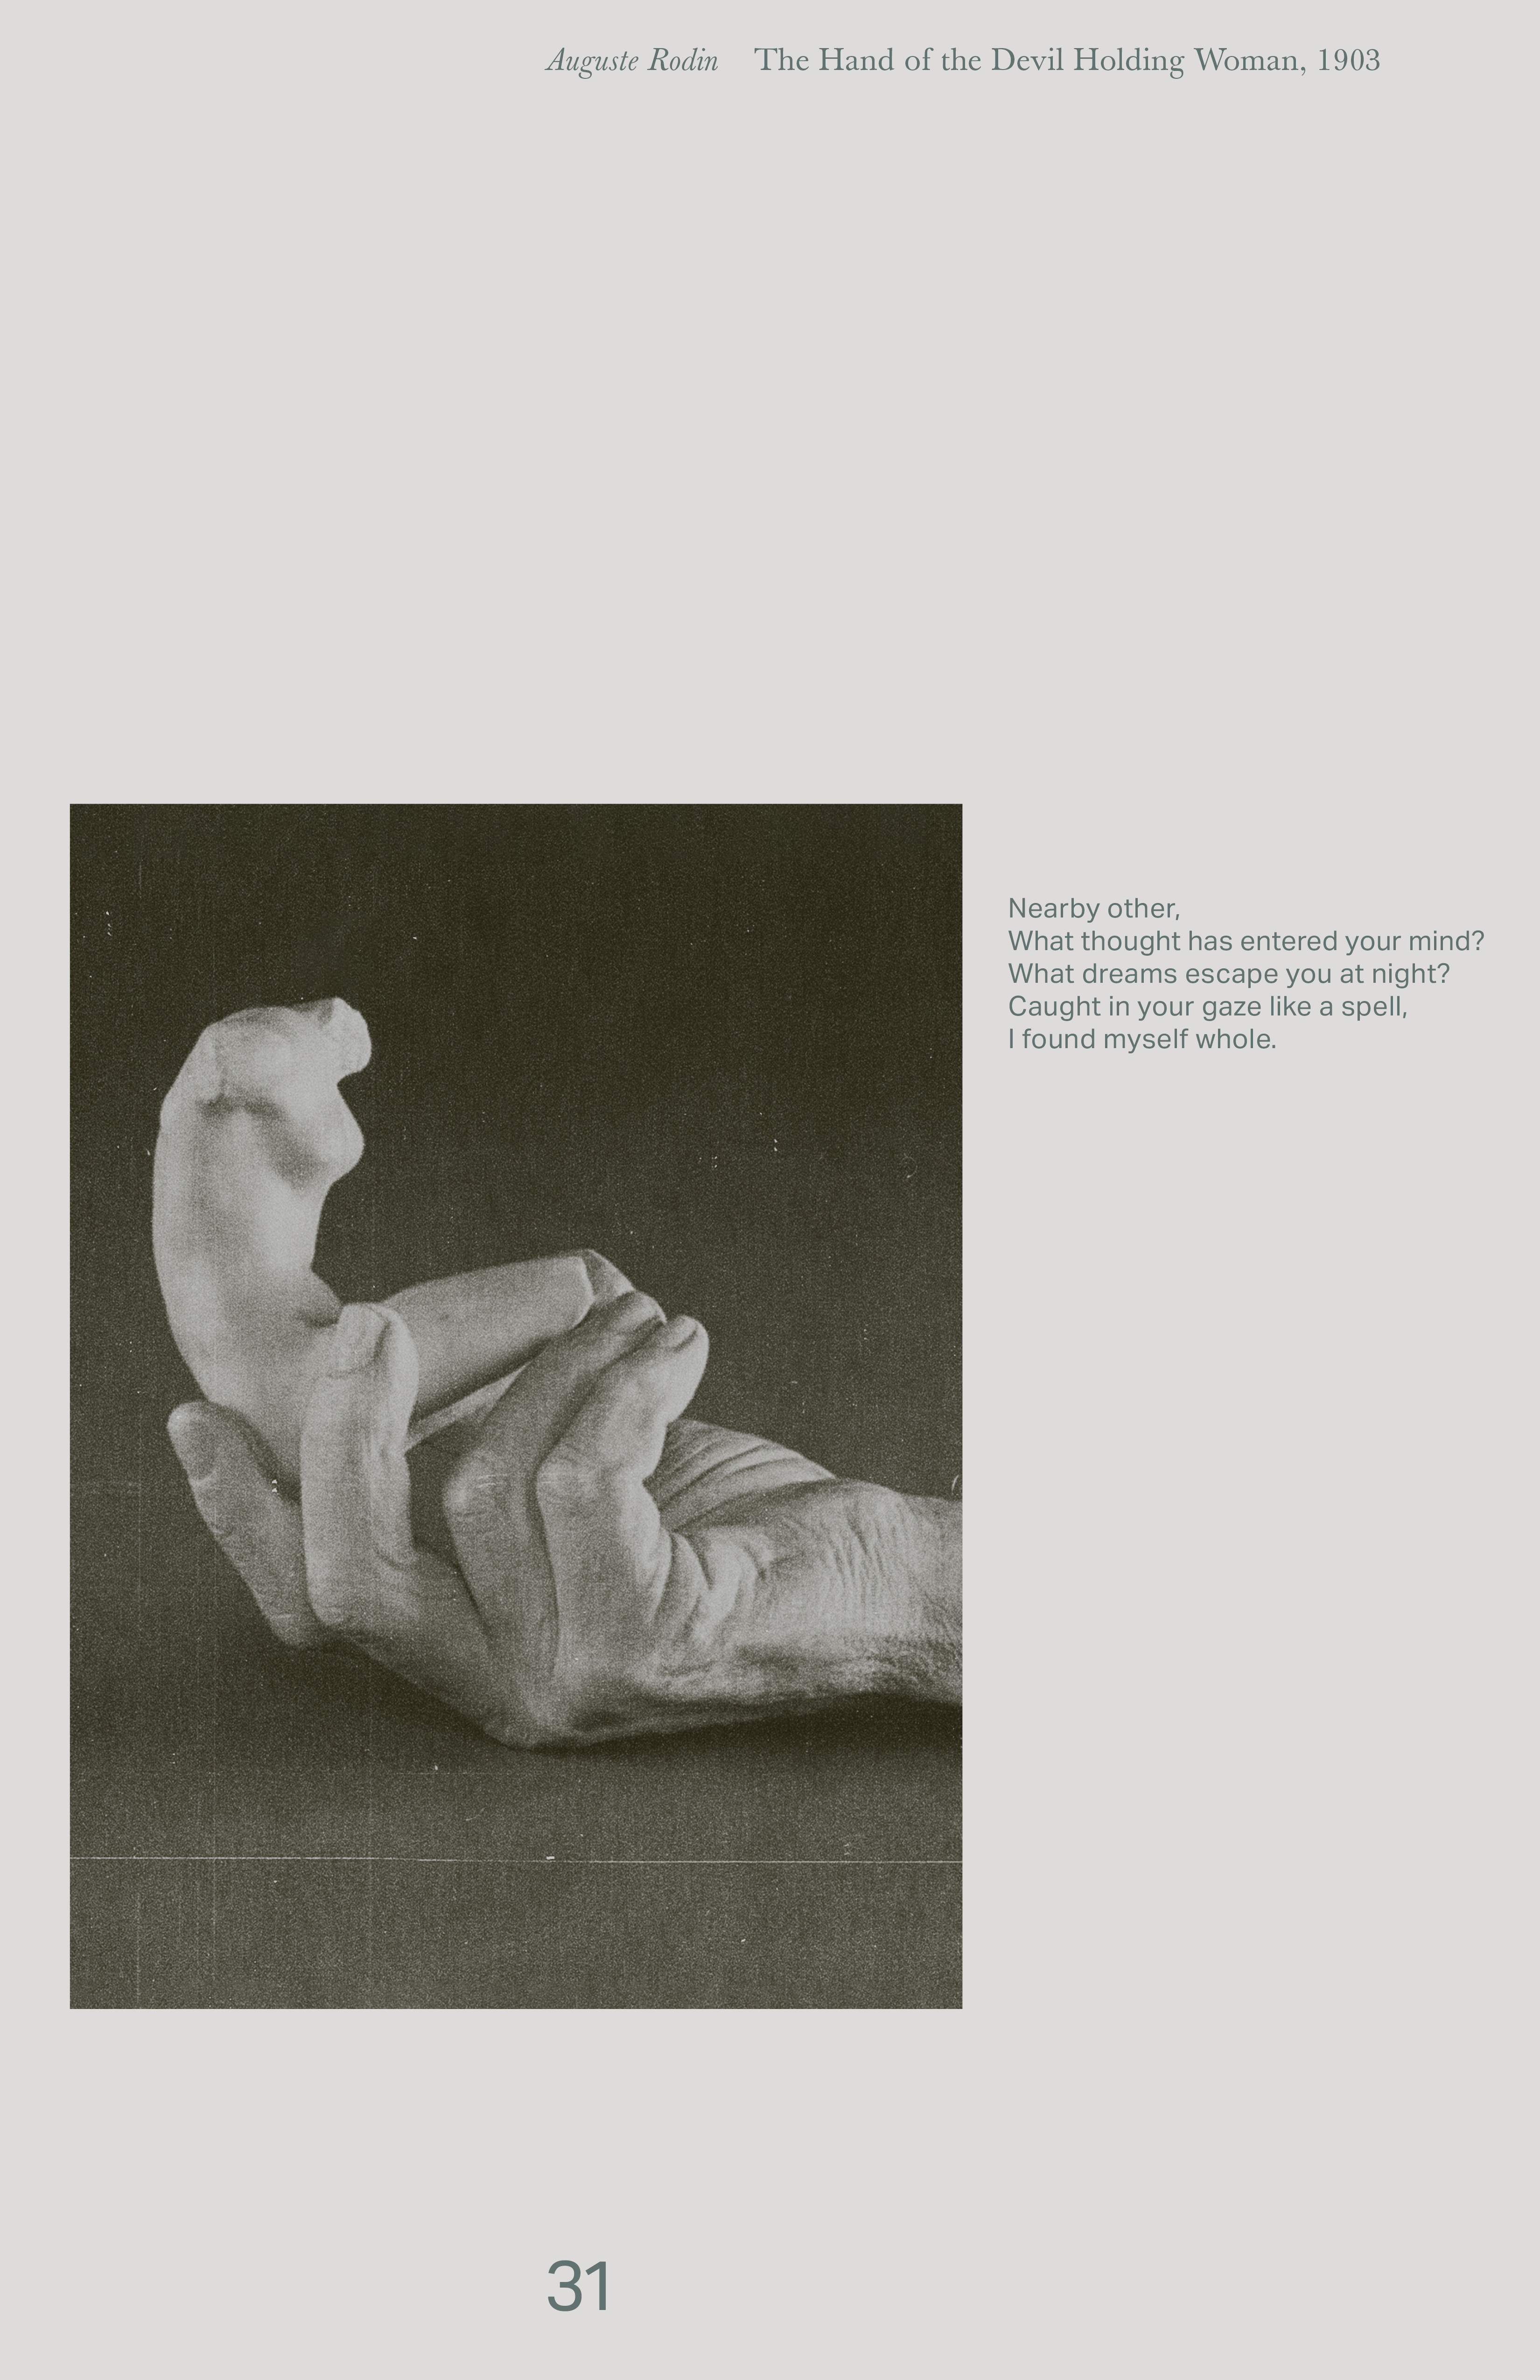 Auguste Rodin The Hand of the Devil Holding Woman, 1903
Nearby other,
What thought has entered your mind?
What dreams escape you at night?
Caught in your gaze like a spell,
I found myself whole.
31